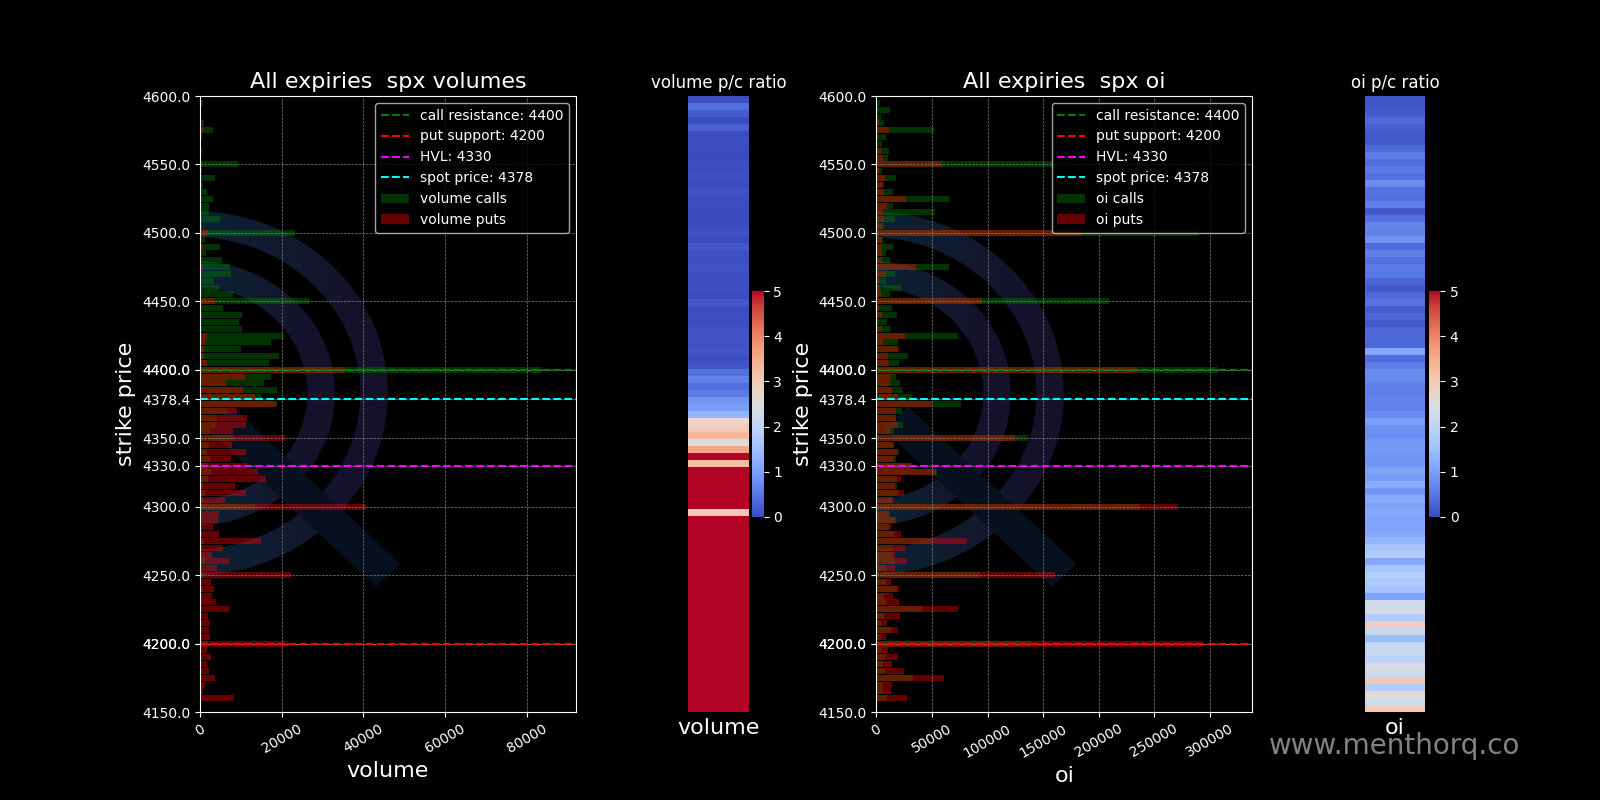 All expiries  spx volumes
4600.0
4550.0
4500.0
4450.0
4400.0
4378.4
4350.0
4330.0
4300.0
4250.0
4200.0
4150.0
strike price
call resistance: 4400
put support: 4200
HVL: 4330
spot price: 4378
volume calls
volume puts
0
20000
40000
60000
80000
volume
volume p/c ratio
5
4
3
2
1
0
volume
All expiries  spx oi
4600.0
4550.0
4500.0
4450.0
4400.0
4378.4
4350.0
4330.0
4300.0
4250.0
4200.0
4150.0
strike price
call resistance: 4400
put support: 4200
HVL: 4330
spot price: 4378
oi calls
oi puts
0
50000
100000
150000
200000
250000
300000
oi
oi p/c ratio
5
4
3
2
1
0
oi
www.menthorq.co